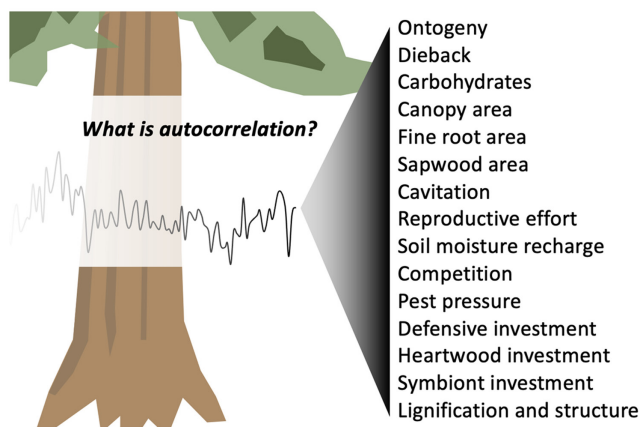 What is autocorrelation?
Ontogeny
Dieback
Carbohydrates
Canopy area
Fine root area
Sapwood area
Cavitation
Reproductive effort
Soil moisture recharge
Competition
Pest pressure
Defensive investment
Heartwood investment
Symbiont investment
Lignification and structure